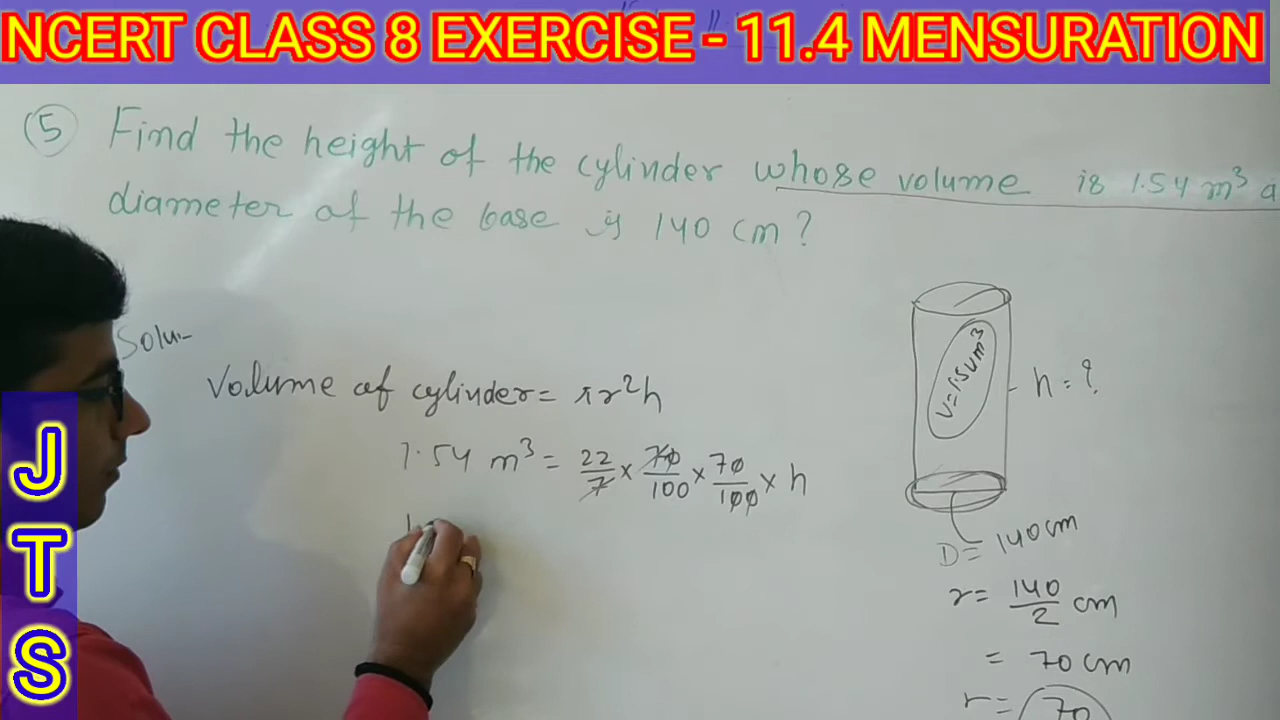 NCERT CLASS 8 EXERCISE - 11.4 MENSURATION
(5) Find the height of the cylinder whose volume is 1.54 m³ a
diameter of the base is 140 cm?
Solu:-
Volume of cylinder = πr²h
1.54 m³ = 22/7 × 70/100 × 70/100 × h
V=1.54m³
h = ?
D = 140cm
r = 140/2 cm
= 70cm
r = 70
J
T
S